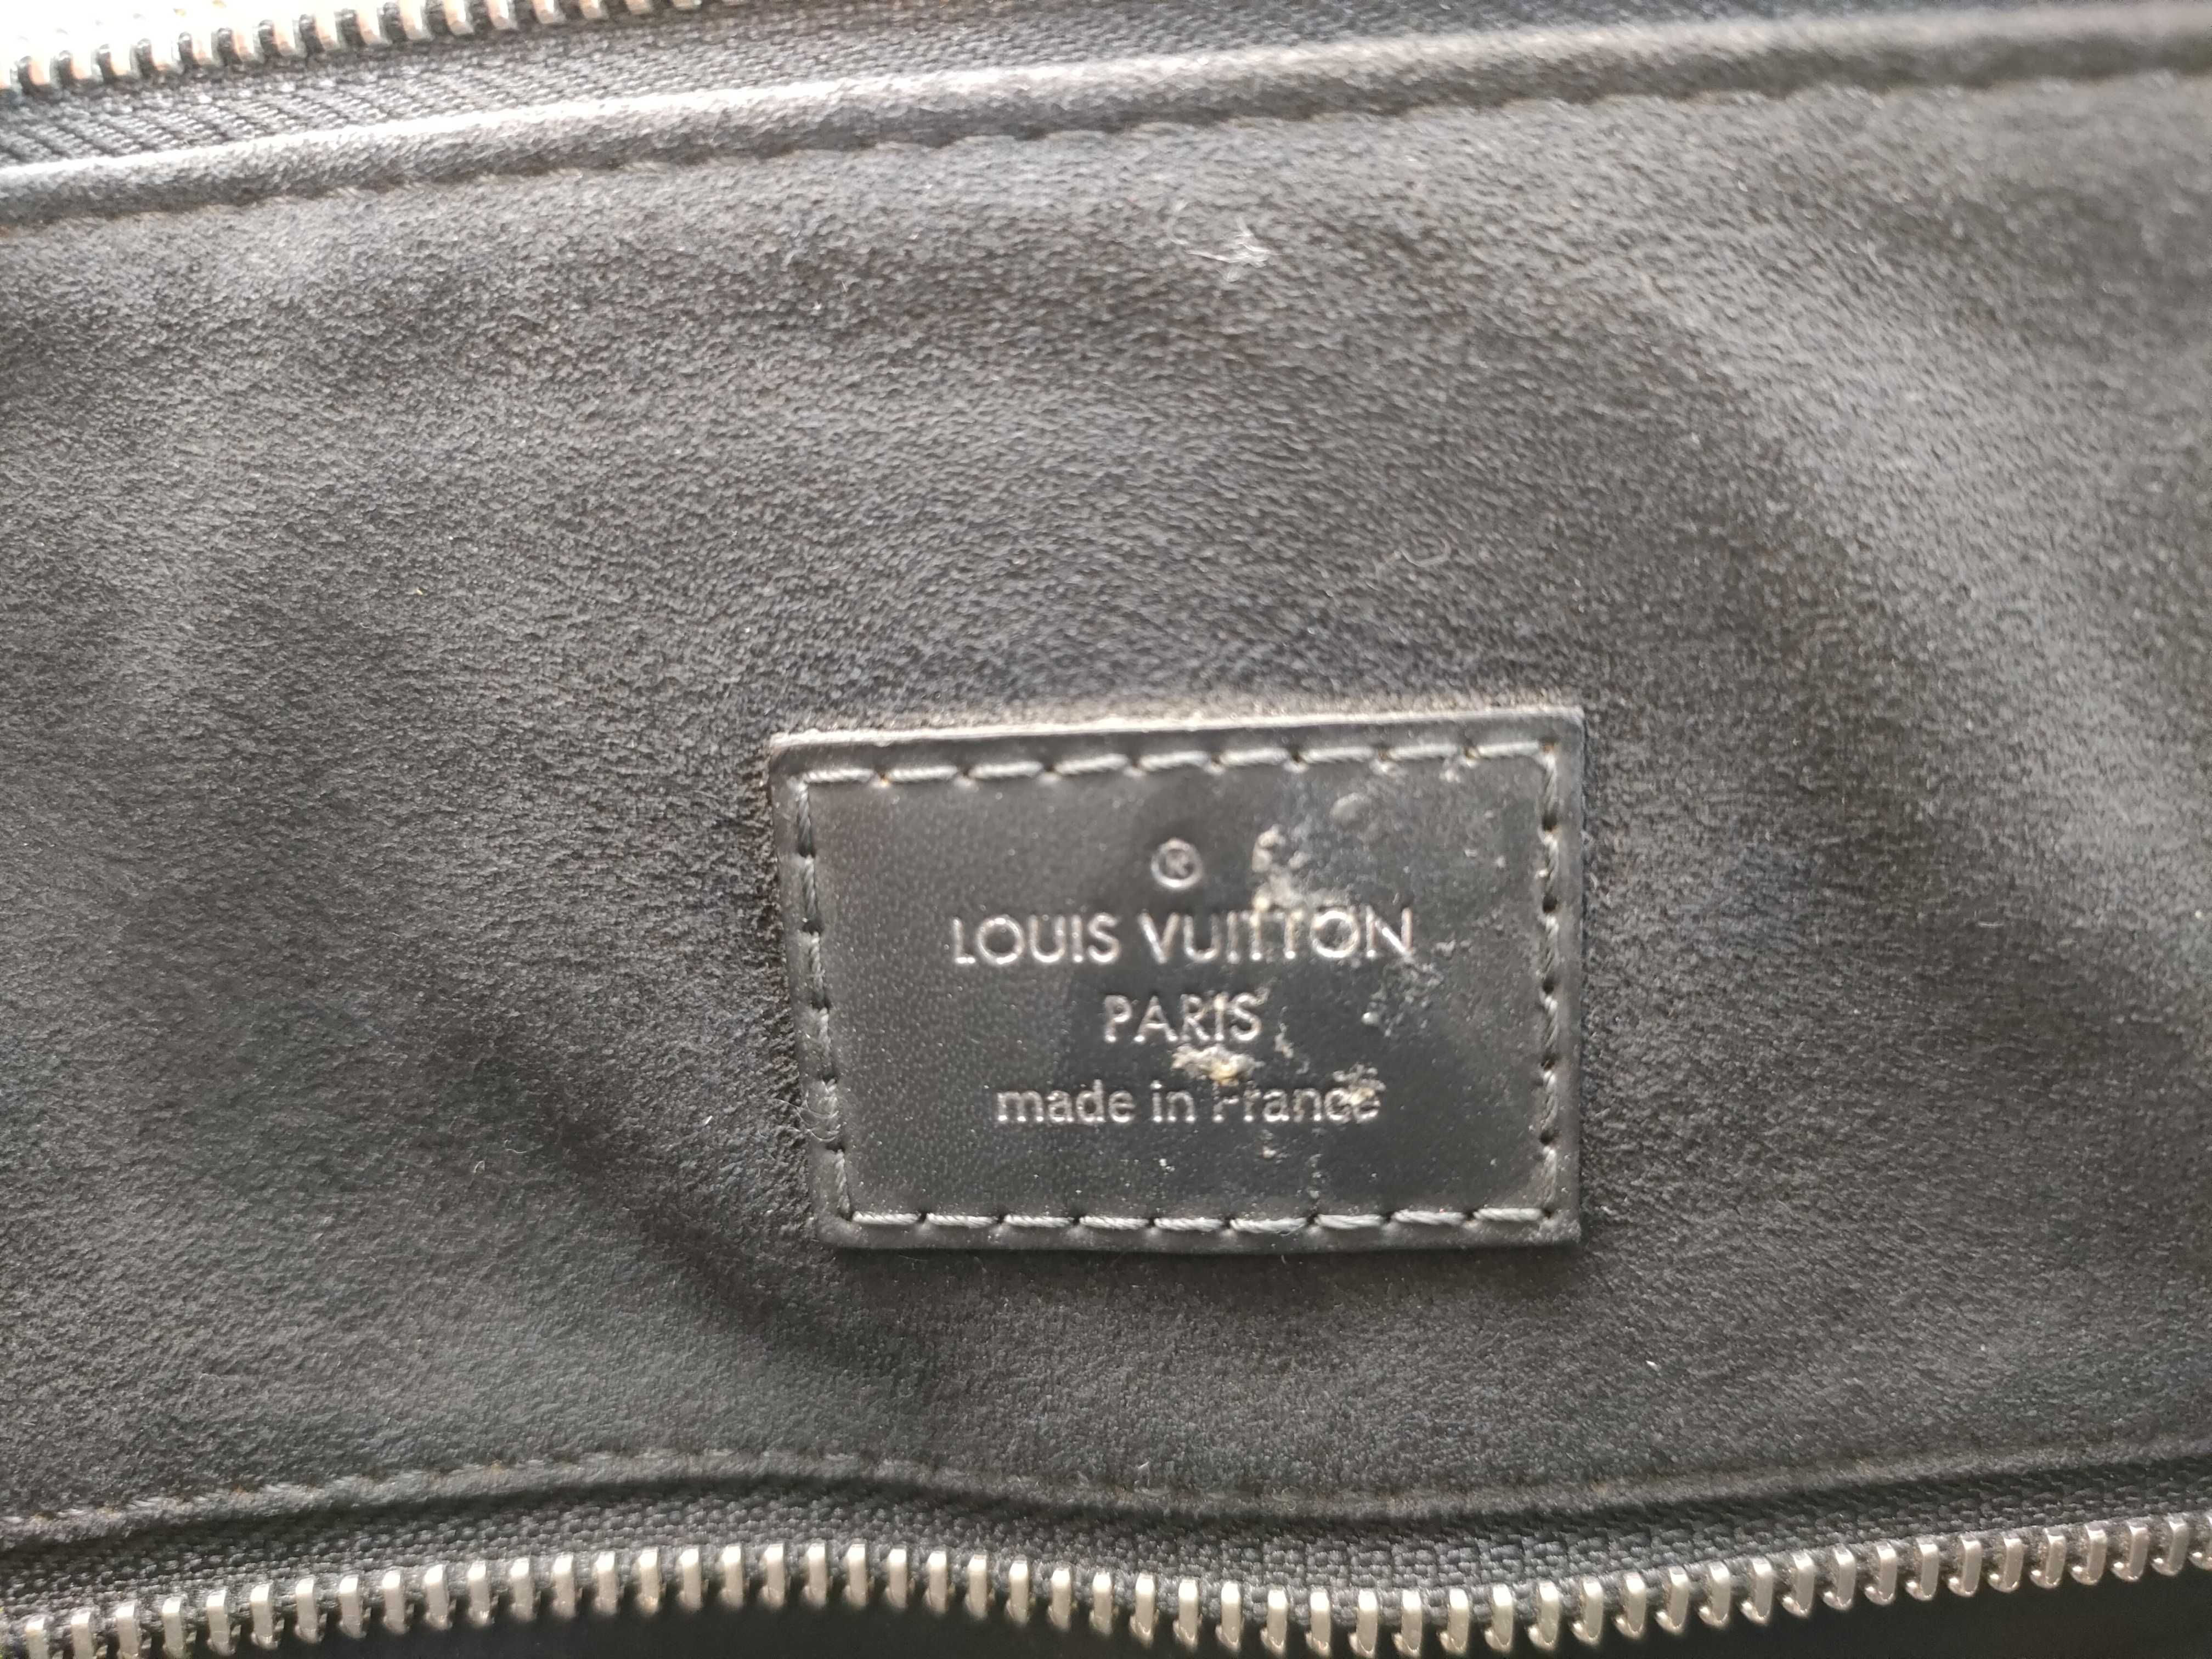 ®
LOUIS VUITTON
PARIS
made in France